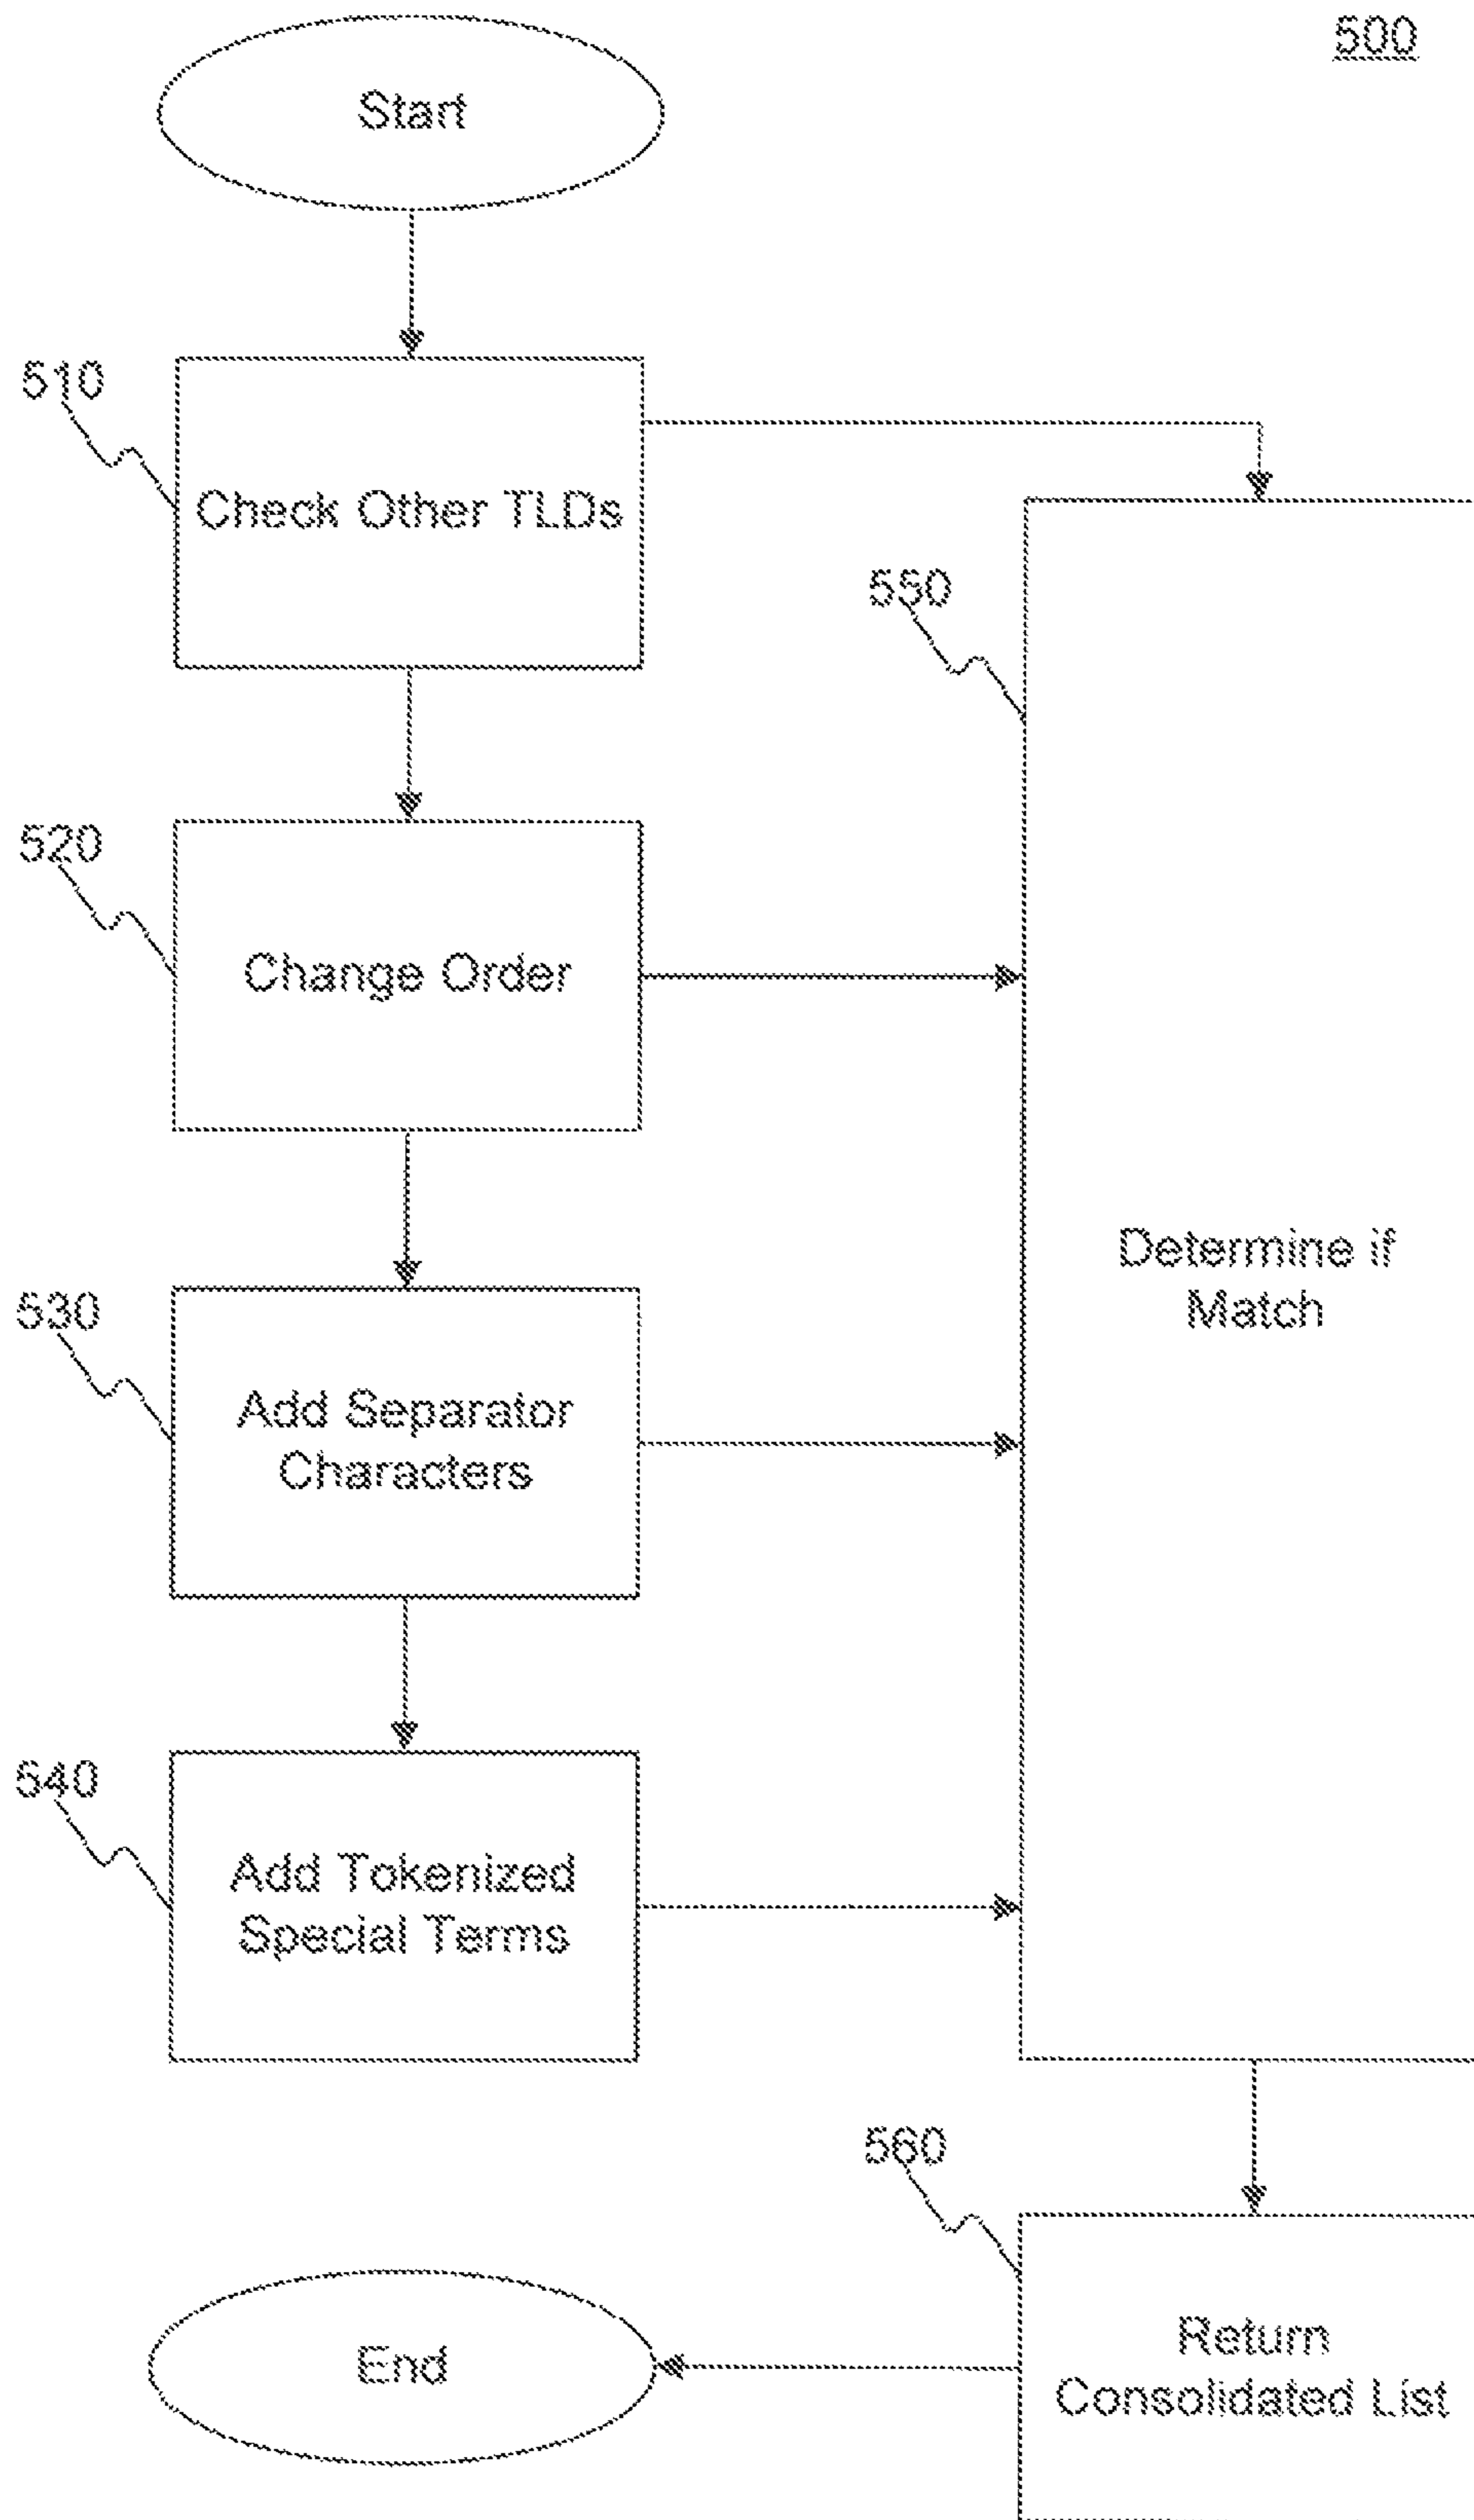 500
Start
510
Check Other TLDs
550
520
Change Order
Determine if
Match
530
Add Separator
Characters
540
Add Tokenized
Special Terms
560
Return
Consolidated List
End